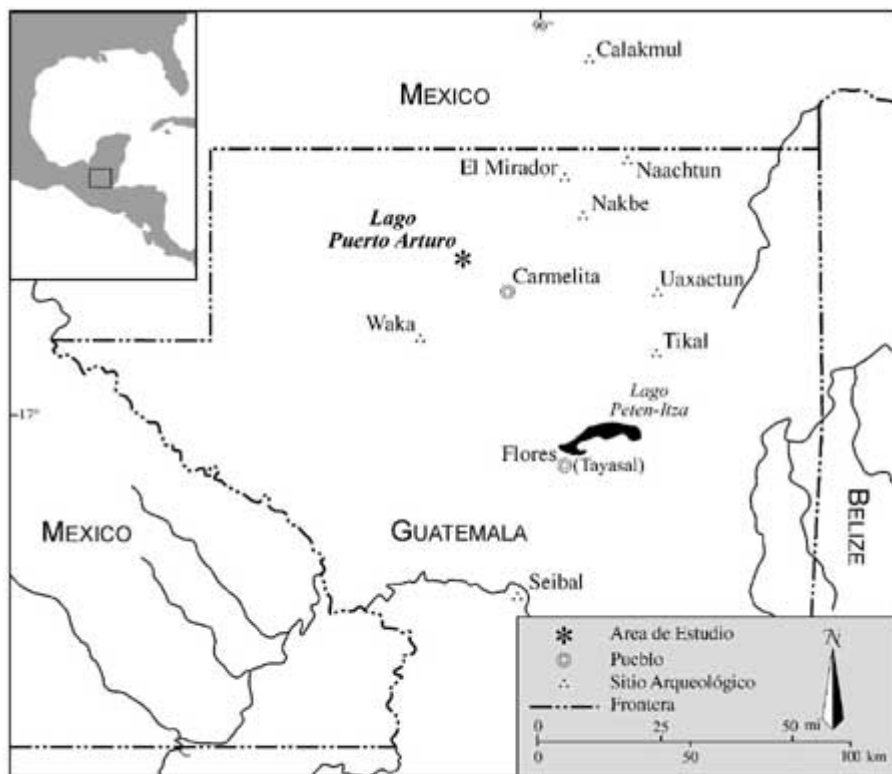 90°
Calakmul
MEXICO
El Mirador
Naachtun
Nakbe
Lago
Puerto Arturo
Carmelita
Uaxactun
Waka
Tikal
Lago
Peten-Itza
17°
Flores
(Tayasal)
MEXICO
GUATEMALA
BELIZE
Seibal
Area de Estudio
Pueblo
Sitio Arqueológico
Frontera
N
0 25 50 mi
0 50 100 km